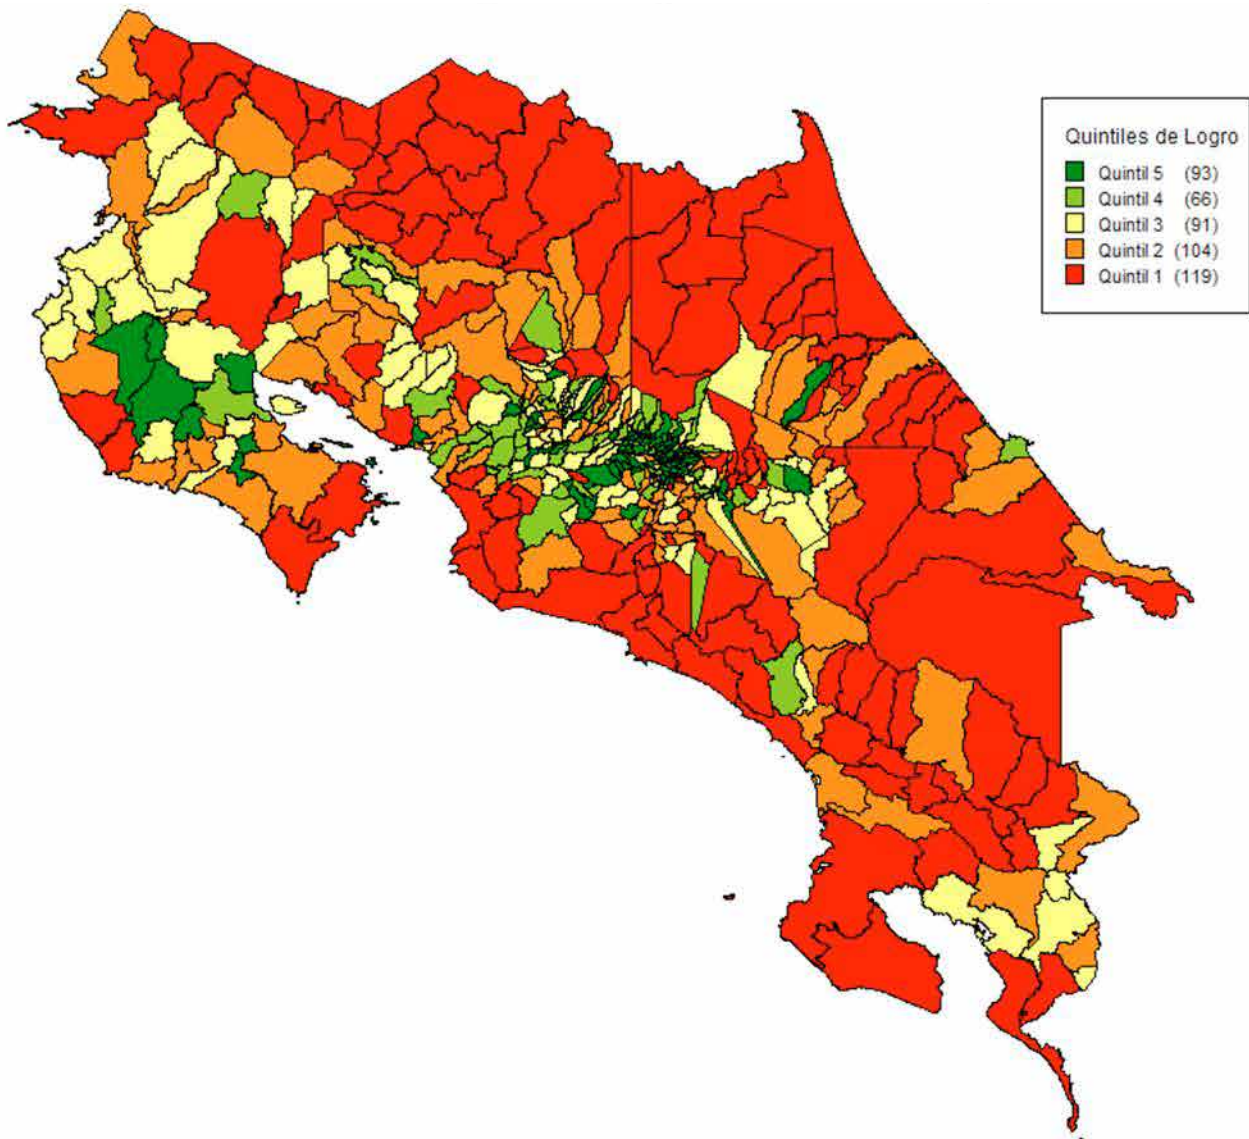 Quintiles de Logro
Quintil 5 (93)
Quintil 4 (66)
Quintil 3 (91)
Quintil 2 (104)
Quintil 1 (119)